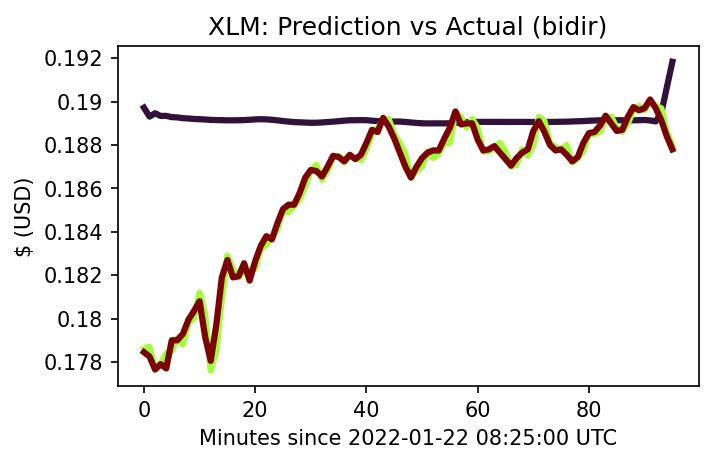 XLM: Prediction vs Actual (bidir)
$ (USD)
0.192
0.19
0.188
0.186
0.184
0.182
0.18
0.178
0 20 40 60 80
Minutes since 2022-01-22 08:25:00 UTC